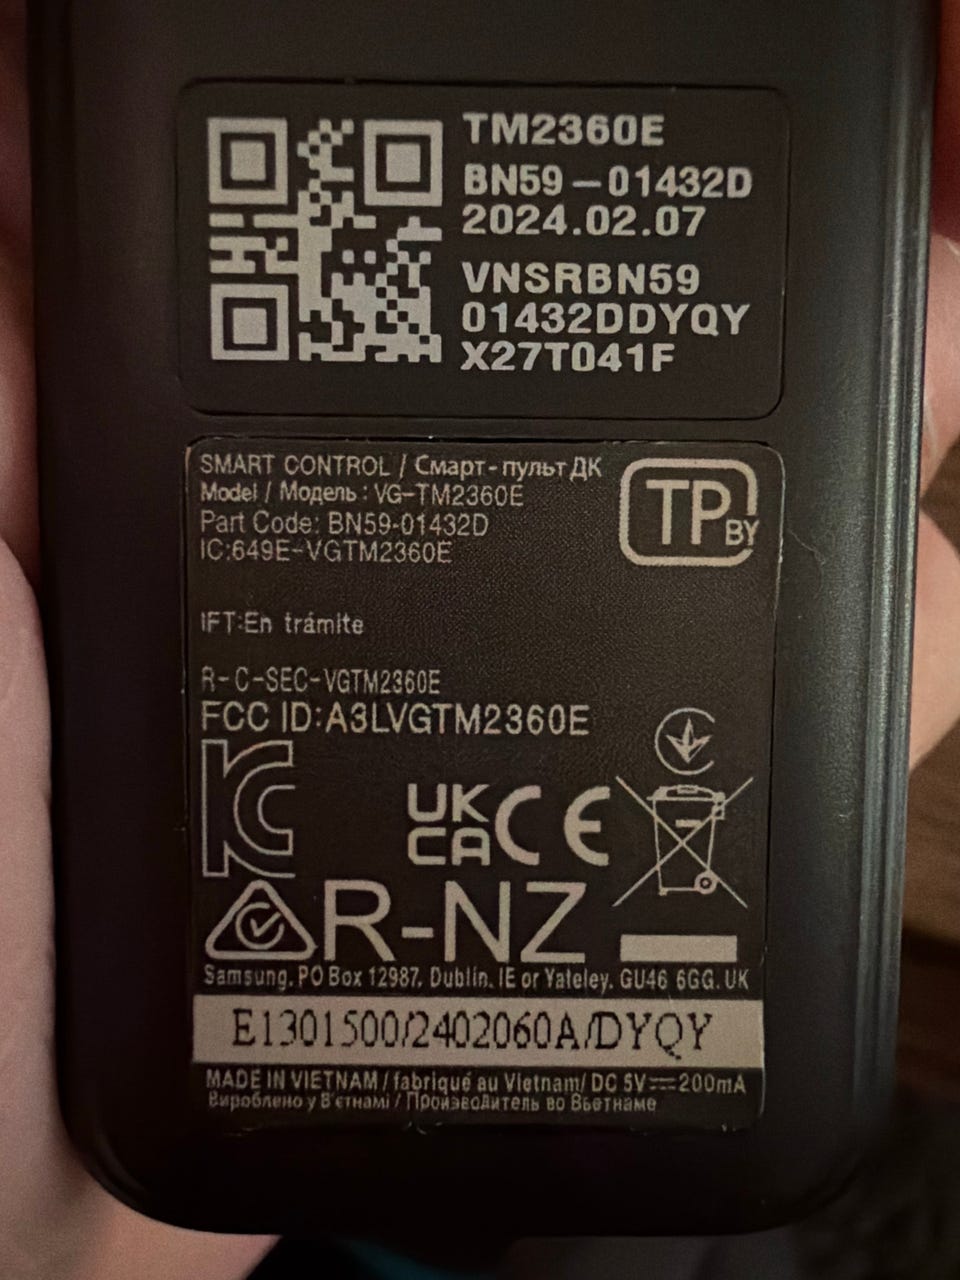 TM2360E
BN59-01432D
2024.02.07
VNSRBN59
01432DDYQY
X27T041F
SMART CONTROL / Смарт-пульт ДК
Model / Модель : VG-TM2360E
Part Code: BN59-01432D
IC:649E-VGTM2360E
TP BY
IFT:En trámite
R-C-SEC-VGTM2360E
FCC ID:A3LVGTM2360E
KC
UK CA CE
R-NZ
Samsung, PO Box 12987, Dublin. IE or Yateley, GU46 6GG. UK
E1301500/2402060A/DYQY
MADE IN VIETNAM / fabriqué au Vietnam/ DC 5V⎓200mA
Вироблено у В'єтнамі / Производитель во Вьетнаме